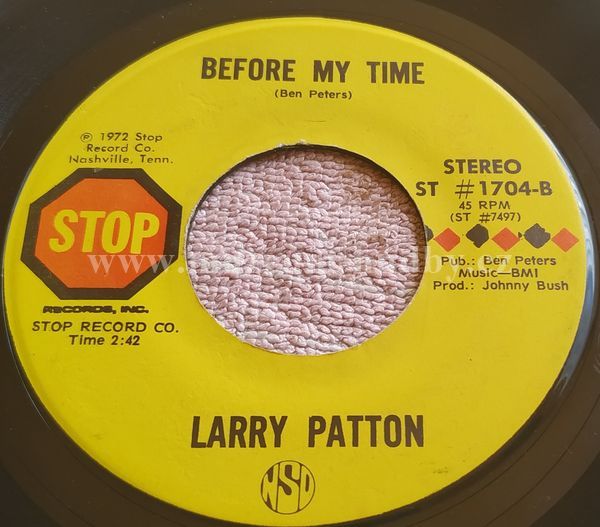 BEFORE MY TIME
(Ben Peters)
℗ 1972 Stop
Record Co.
Nashville, Tenn.
STOP
RECORDS, INC.
STOP RECORD CO.
Time 2:42
STEREO
ST #1704-B
45 RPM
(ST #7497)
Pub.: Ben Peters
Music—BMI
Prod.: Johnny Bush
LARRY PATTON
NSD